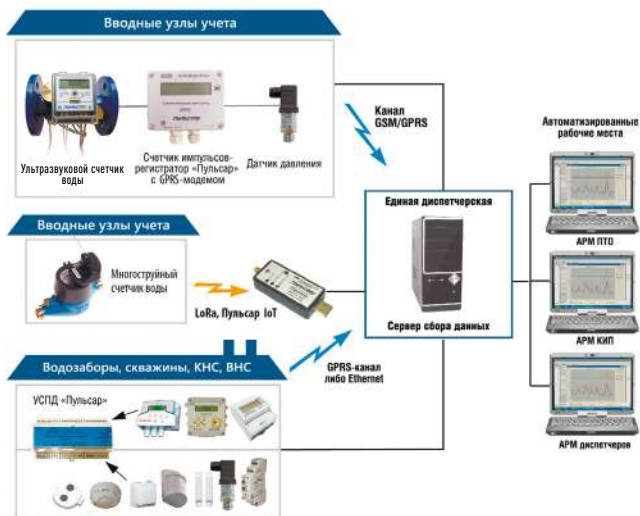 Вводные узлы учета
Ультразвуковой счетчик
воды
Счетчик импульсов-
регистратор «Пульсар»
с GPRS-модемом
Датчик давления
Канал
GSM/GPRS
Автоматизированные
рабочие места
Единая диспетчерская
Сервер сбора данных
АРМ ПТО
АРМ КИП
АРМ диспетчеров
Вводные узлы учета
Многоструйный
счетчик воды
LoRa, Пульсар IoT
GPRS-канал
либо Ethernet
Водозаборы, скважины, КНС, ВНС
УСПД «Пульсар»